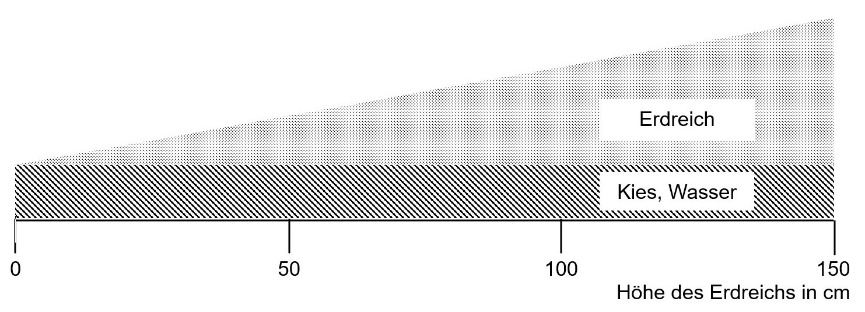 Erdreich
Kies, Wasser
0 50 100 150
Höhe des Erdreichs in cm